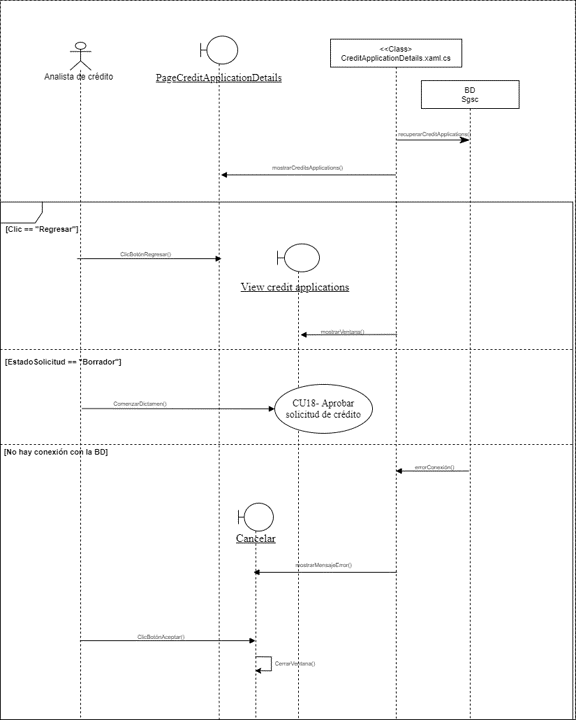 Analista de crédito
PageCreditApplicationDetails
<<Class>
CreditApplicationDetails.xaml.cs
BD
Sgsc
recuperarCreditApplications()
mostrarCreditsApplications()
[Clic == "Regresar"]
ClicBotónRegresar()
View credit applications
mostrarVentana()
[EstadoSolicitud == "Borrador"]
ComenzarDictamen()
CU18- Aprobar
solicitud de crédito
[No hay conexión con la BD]
errorConexión()
Cancelar
mostrarMensajeError()
ClicBotónAceptar()
CerrarVentana()